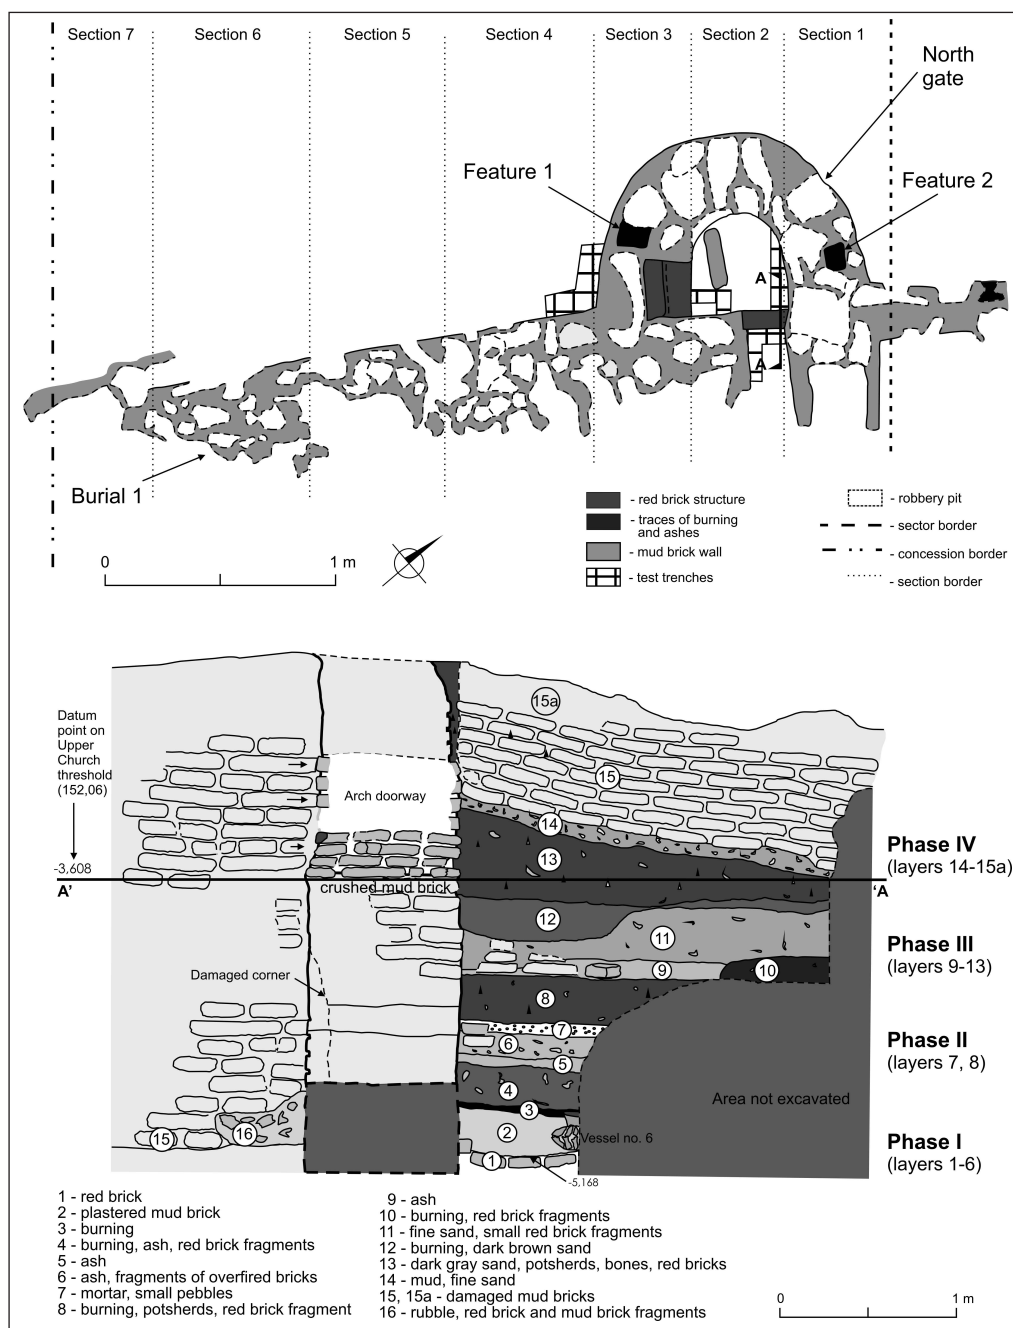 Section 7 Section 6 Section 5 Section 4 Section 3 Section 2 Section 1
North
gate
Feature 1
Feature 2
A
A
Burial 1
0 1 m
- red brick structure
- traces of burning
and ashes
- mud brick wall
- test trenches
- robbery pit
- sector border
- concession border
- section border
Datum
point on
Upper
Church
threshold
(152,06)
-3,608
A'
'A
15a
15
Arch doorway
14
13
crushed mud brick
12
11
9
10
Damaged corner
8
7
6
5
4
3
2
1
Vessel no. 6
-5,168
15
16
Area not excavated
Phase IV
(layers 14-15a)
Phase III
(layers 9-13)
Phase II
(layers 7, 8)
Phase I
(layers 1-6)
1 - red brick
2 - plastered mud brick
3 - burning
4 - burning, ash, red brick fragments
5 - ash
6 - ash, fragments of overfired bricks
7 - mortar, small pebbles
8 - burning, potsherds, red brick fragment
9 - ash
10 - burning, red brick fragments
11 - fine sand, small red brick fragments
12 - burning, dark brown sand
13 - dark gray sand, potsherds, bones, red bricks
14 - mud, fine sand
15, 15a - damaged mud bricks
16 - rubble, red brick and mud brick fragments
0 1 m